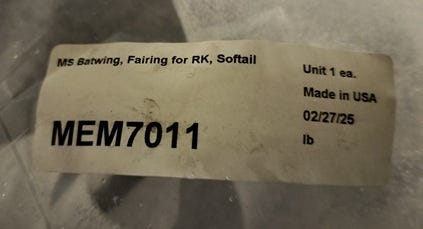 MS Batwing, Fairing for RK, Softail
MEM7011
Unit 1 ea.
Made in USA
02/27/25
lb